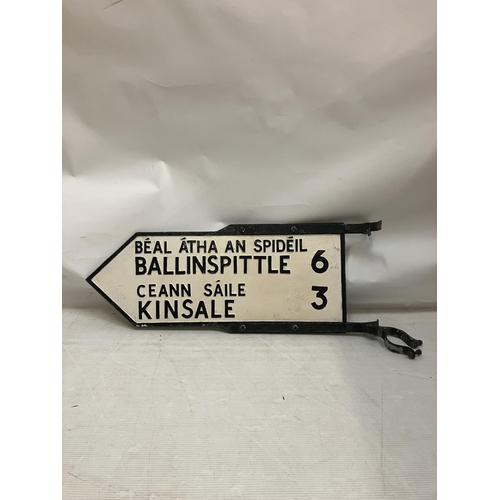 BÉAL ÁTHA AN SPIDÉIL
BALLINSPITTLE 6
CEANN SÁILE
KINSALE 3